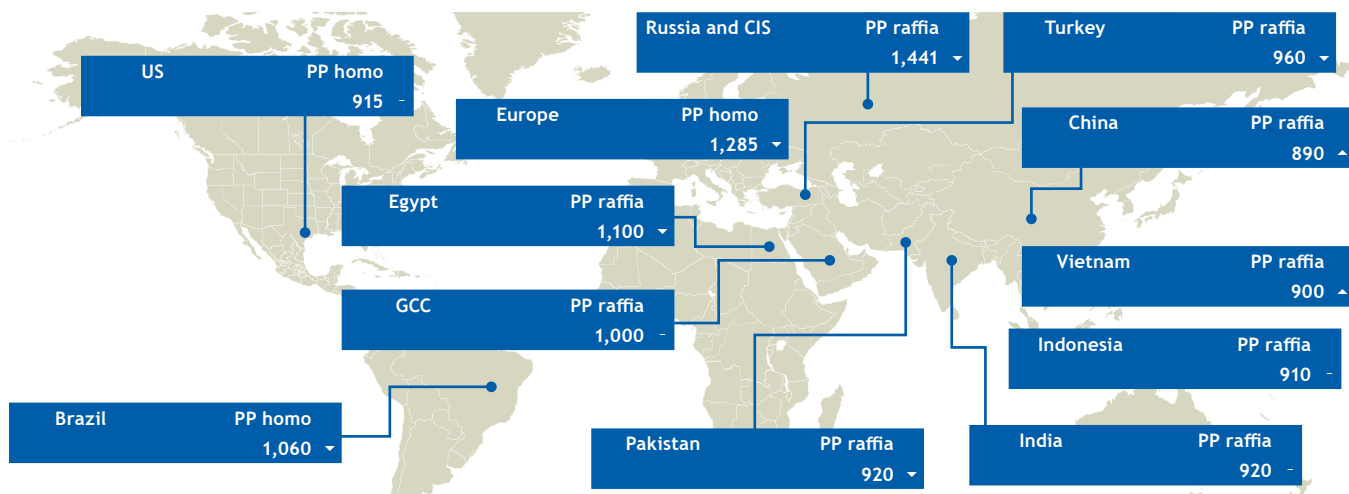 Russia and CIS PP raffia
1,441 ▾
Turkey PP raffia
960 ▾
US PP homo
915 –
Europe PP homo
1,285 ▾
China PP raffia
890 ▴
Egypt PP raffia
1,100 ▾
Vietnam PP raffia
900 ▴
GCC PP raffia
1,000 –
Indonesia PP raffia
910 –
Brazil PP homo
1,060 ▾
Pakistan PP raffia
920 ▾
India PP raffia
920 –